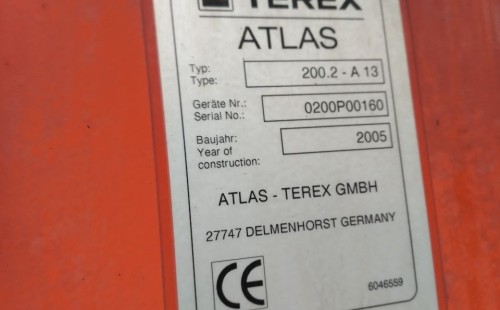 TEREX
ATLAS
Typ: 200.2 - A 13
Type:
Geräte Nr.: 0200P00160
Serial No.:
Baujahr: 2005
Year of
construction:
ATLAS - TEREX GMBH
27747 DELMENHORST GERMANY
CE 6046559